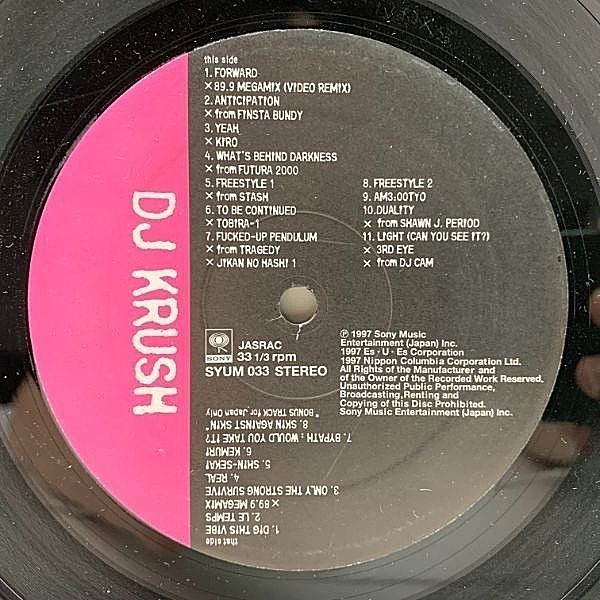 this side
1. FORWARD
×89.9 MEGAMIX (VIDEO REMIX)
2. ANTICIPATION
×from FINSTA BUNDY
3. YEAH
×KIRO
4. WHAT'S BEHIND DARKNESS
×from FUTURA 2000
5. FREESTYLE 1
×from STASH
6. TO BE CONTINUED
×TOBIRA-1
7. FUCKED-UP PENDULUM
×from TRAGEDY
×JIKAN NO HASHI 1
8. FREESTYLE 2
9. AM3:00TYO
10.DUALITY
× from SHAWN J. PERIOD
11. LIGHT (CAN YOU SEE IT?)
× 3RD EYE
× from DJ CAM
DJ KRUSH
SONY
JASRAC
33 1/3 rpm
SYUM 033 STEREO
℗ 1997 Sony Music
Entertainment (Japan) Inc.
1997 Es・U・Es Corporation
1997 Nippon Columbia Corporation Ltd.
All Rights of the Manufacturer and
of the Owner of the Recorded Work Reserved.
Unauthorized Public Performance,
Broadcasting,Renting and
Copying of this Disc Prohibited.
Sony Music Entertainment (Japan) Inc.
that side
1. DIG THIS VIBE
2. LE TEMPS
×89.9 MEGAMIX
3. ONLY THE STRONG SURVIVE
4. REAL
5. SKIN-SEKAI
6. KEMURI
7. BYPATH : WOULD YOU TAKE IT?
8. SKIN AGAINST SKIN*
*BONUS TRACK for Japan Only